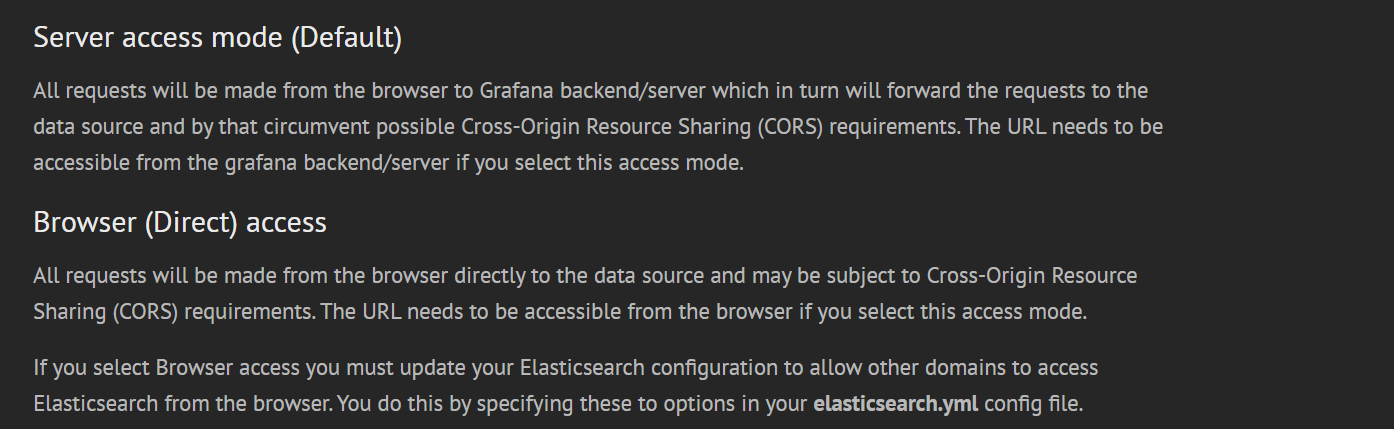 Server access mode (Default)
All requests will be made from the browser to Grafana backend/server which in turn will forward the requests to the
data source and by that circumvent possible Cross-Origin Resource Sharing (CORS) requirements. The URL needs to be
accessible from the grafana backend/server if you select this access mode.
Browser (Direct) access
All requests will be made from the browser directly to the data source and may be subject to Cross-Origin Resource
Sharing (CORS) requirements. The URL needs to be accessible from the browser if you select this access mode.
If you select Browser access you must update your Elasticsearch configuration to allow other domains to access
Elasticsearch from the browser. You do this by specifying these to options in your elasticsearch.yml config file.